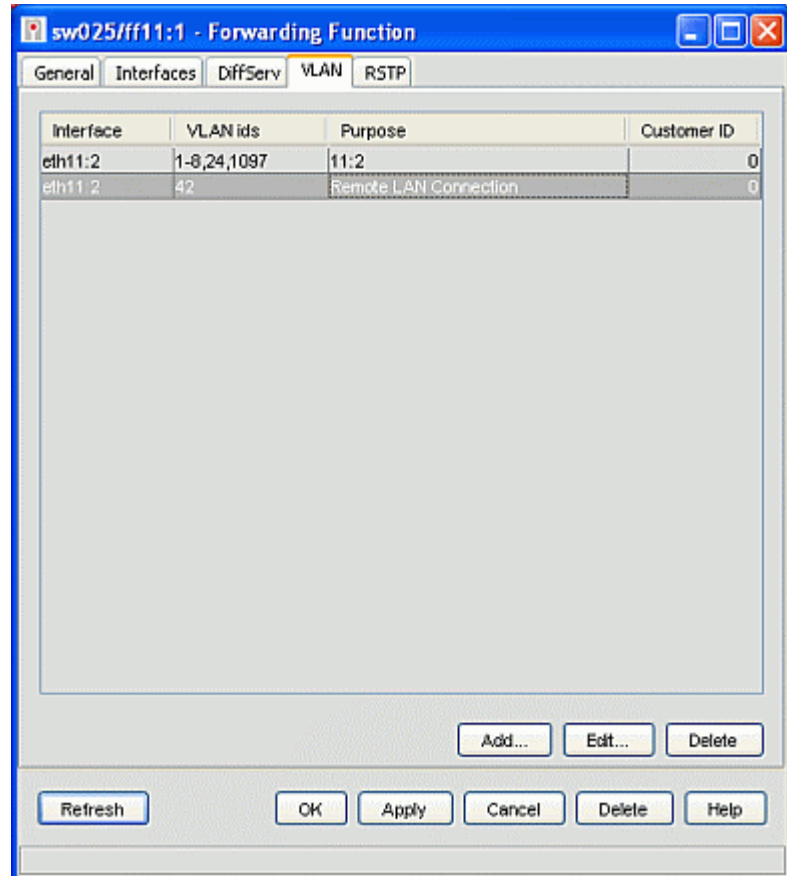 sw025/ff11:1 - Forwarding Function
General Interfaces DiffServ VLAN RSTP
Interface VLAN ids Purpose Customer ID
eth11:2 1-8,24,1097 11:2 0
eth11:2 42 Remote LAN Connection 0
Add... Edit... Delete
Refresh OK Apply Cancel Delete Help